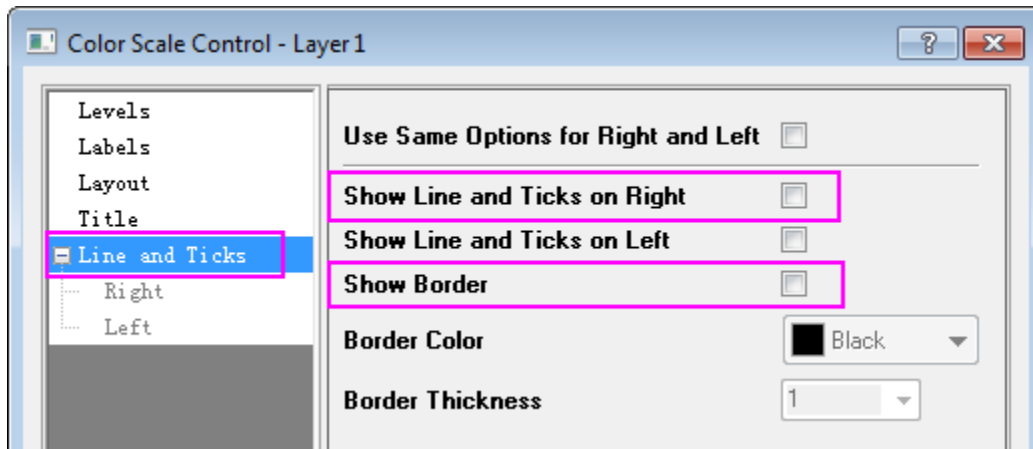 Color Scale Control - Layer 1
?
Levels
Labels
Layout
Title
Line and Ticks
Right
Left
Use Same Options for Right and Left
Show Line and Ticks on Right
Show Line and Ticks on Left
Show Border
Border Color
Black
Border Thickness
1